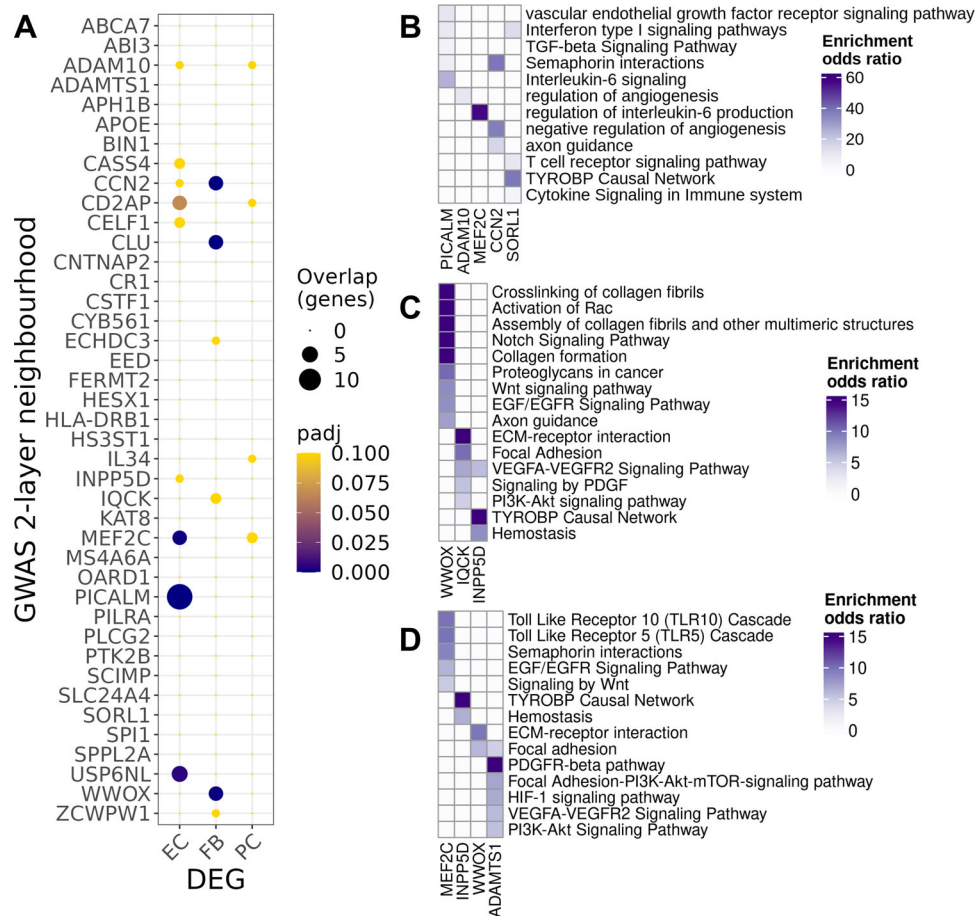 A
GWAS 2-layer neighbourhood
ABCA7
ABI3
ADAM10
ADAMTS1
APH1B
APOE
BIN1
CASS4
CCN2
CD2AP
CELF1
CLU
CNTNAP2
CR1
CSTF1
CYB561
ECHDC3
EED
FERMT2
HESX1
HLA-DRB1
HS3ST1
IL34
INPP5D
IQCK
KAT8
MEF2C
MS4A6A
OARD1
PICALM
PILRA
PLCG2
PTK2B
SCIMP
SLC24A4
SORL1
SPI1
SPPL2A
USP6NL
WWOX
ZCWPW1
EC
FB
PC
DEG
Overlap
(genes)
0
5
10
padj
0.100
0.075
0.050
0.025
0.000
B
vascular endothelial growth factor receptor signaling pathway
Interferon type I signaling pathways
TGF-beta Signaling Pathway
Semaphorin interactions
Interleukin-6 signaling
regulation of angiogenesis
regulation of interleukin-6 production
negative regulation of angiogenesis
axon guidance
T cell receptor signaling pathway
TYROBP Causal Network
Cytokine Signaling in Immune system
PICALM
ADAM10
MEF2C
CCN2
SORL1
Enrichment
odds ratio
60
40
20
0
C
Crosslinking of collagen fibrils
Activation of Rac
Assembly of collagen fibrils and other multimeric structures
Notch Signaling Pathway
Collagen formation
Proteoglycans in cancer
Wnt signaling pathway
EGF/EGFR Signaling Pathway
Axon guidance
ECM-receptor interaction
Focal Adhesion
VEGFA-VEGFR2 Signaling Pathway
Signaling by PDGF
PI3K-Akt signaling pathway
TYROBP Causal Network
Hemostasis
WWOX
IQCK
INPP5D
Enrichment
odds ratio
15
10
5
0
D
Toll Like Receptor 10 (TLR10) Cascade
Toll Like Receptor 5 (TLR5) Cascade
Semaphorin interactions
EGF/EGFR Signaling Pathway
Signaling by Wnt
TYROBP Causal Network
Hemostasis
ECM-receptor interaction
Focal adhesion
PDGFR-beta pathway
Focal Adhesion-PI3K-Akt-mTOR-signaling pathway
HIF-1 signaling pathway
VEGFA-VEGFR2 Signaling Pathway
PI3K-Akt Signaling Pathway
MEF2C
INPP5D
WWOX
ADAMTS1
Enrichment
odds ratio
15
10
5
0